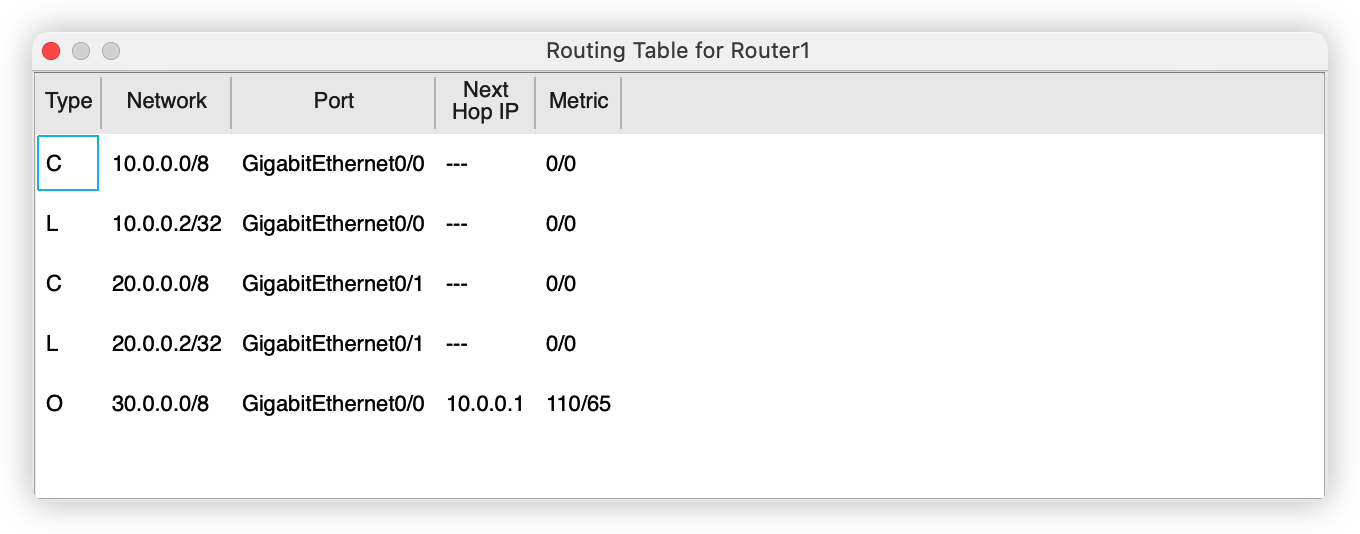 Routing Table for Router1
Type Network Port Next Hop IP Metric
C 10.0.0.0/8 GigabitEthernet0/0 --- 0/0
L 10.0.0.2/32 GigabitEthernet0/0 --- 0/0
C 20.0.0.0/8 GigabitEthernet0/1 --- 0/0
L 20.0.0.2/32 GigabitEthernet0/1 --- 0/0
O 30.0.0.0/8 GigabitEthernet0/0 10.0.0.1 110/65